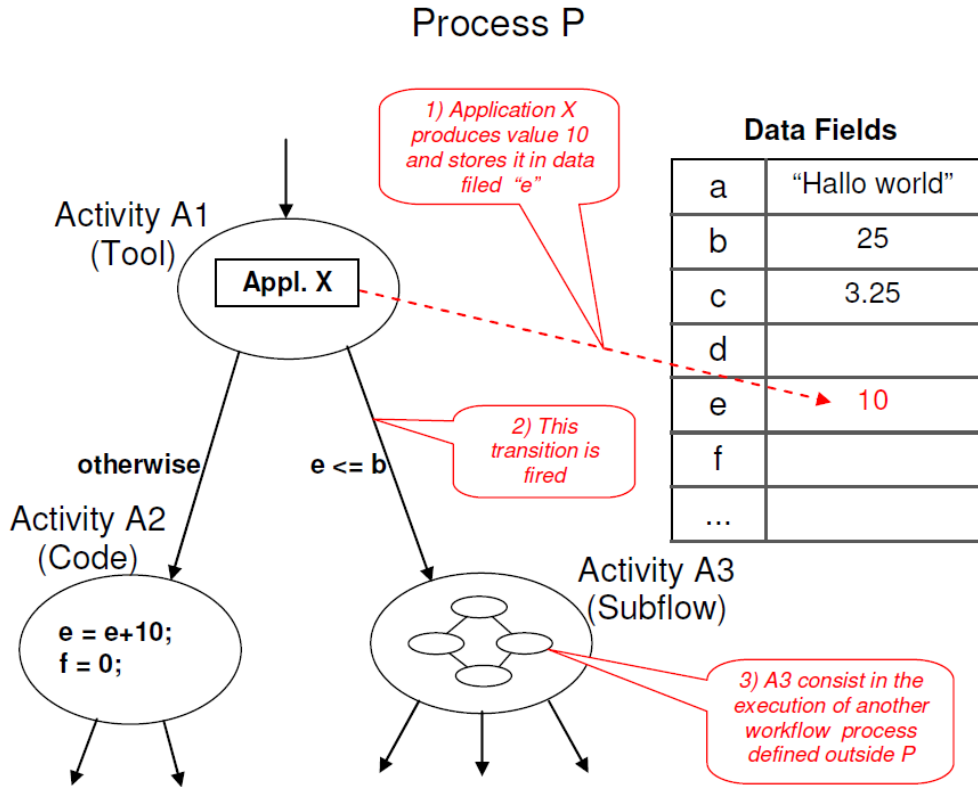 Process P
1) Application X
produces value 10
and stores it in data
filed “e”
Data Fields
a “Hallo world”
b 25
c 3.25
d
e 10
f
...
Activity A1
(Tool)
Appl. X
2) This
transition is
fired
otherwise
e <= b
Activity A2
(Code)
e = e+10;
f = 0;
Activity A3
(Subflow)
3) A3 consist in the
execution of another
workflow process
defined outside P